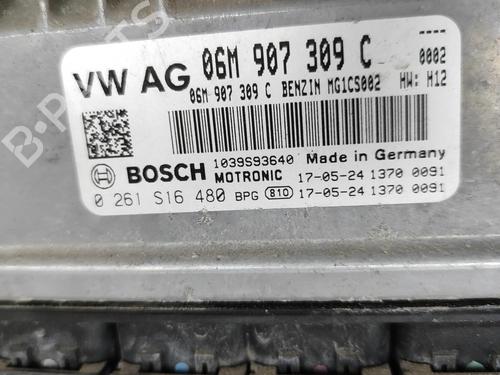 VW AG 06M 907 309 C 0002
06M 907 309 C BENZIN MG1CS002 HW: H12
1039S93640 Made in Germany
BOSCH MOTRONIC 17-05-24 1370 0091
0 261 S16 480 BPG 810 17-05-24 1370 0091
B-PARTS